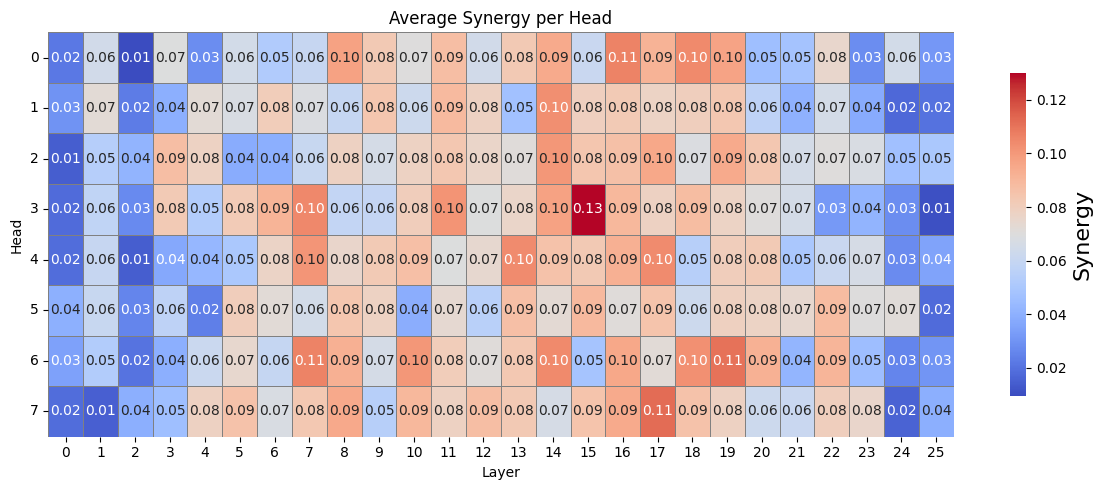 Average Synergy per Head
0 0.02 0.06 0.01 0.07 0.03 0.06 0.05 0.06 0.10 0.08 0.07 0.09 0.06 0.08 0.09 0.06 0.11 0.09 0.10 0.10 0.05 0.05 0.08 0.03 0.06 0.03
1 0.03 0.07 0.02 0.04 0.07 0.07 0.08 0.07 0.06 0.08 0.06 0.09 0.08 0.05 0.10 0.08 0.08 0.08 0.08 0.08 0.06 0.04 0.07 0.04 0.02 0.02
2 0.01 0.05 0.04 0.09 0.08 0.04 0.04 0.06 0.08 0.07 0.08 0.08 0.08 0.07 0.10 0.08 0.09 0.10 0.07 0.09 0.08 0.07 0.07 0.07 0.05 0.05
3 0.02 0.06 0.03 0.08 0.05 0.08 0.09 0.10 0.06 0.06 0.08 0.10 0.07 0.08 0.10 0.13 0.09 0.08 0.09 0.08 0.07 0.07 0.03 0.04 0.03 0.01
4 0.02 0.06 0.01 0.04 0.04 0.05 0.08 0.10 0.08 0.08 0.09 0.07 0.07 0.10 0.09 0.08 0.09 0.10 0.05 0.08 0.08 0.05 0.06 0.07 0.03 0.04
5 0.04 0.06 0.03 0.06 0.02 0.08 0.07 0.06 0.08 0.08 0.04 0.07 0.06 0.09 0.07 0.09 0.07 0.09 0.06 0.08 0.08 0.07 0.09 0.07 0.07 0.02
6 0.03 0.05 0.02 0.04 0.06 0.07 0.06 0.11 0.09 0.07 0.10 0.08 0.07 0.08 0.10 0.05 0.10 0.07 0.10 0.11 0.09 0.04 0.09 0.05 0.03 0.03
7 0.02 0.01 0.04 0.05 0.08 0.09 0.07 0.08 0.09 0.05 0.09 0.08 0.09 0.08 0.07 0.09 0.09 0.11 0.09 0.08 0.06 0.06 0.08 0.08 0.02 0.04
0 1 2 3 4 5 6 7 8 9 10 11 12 13 14 15 16 17 18 19 20 21 22 23 24 25
Layer
Head
0.12
0.10
0.08
0.06
0.04
0.02
Synergy